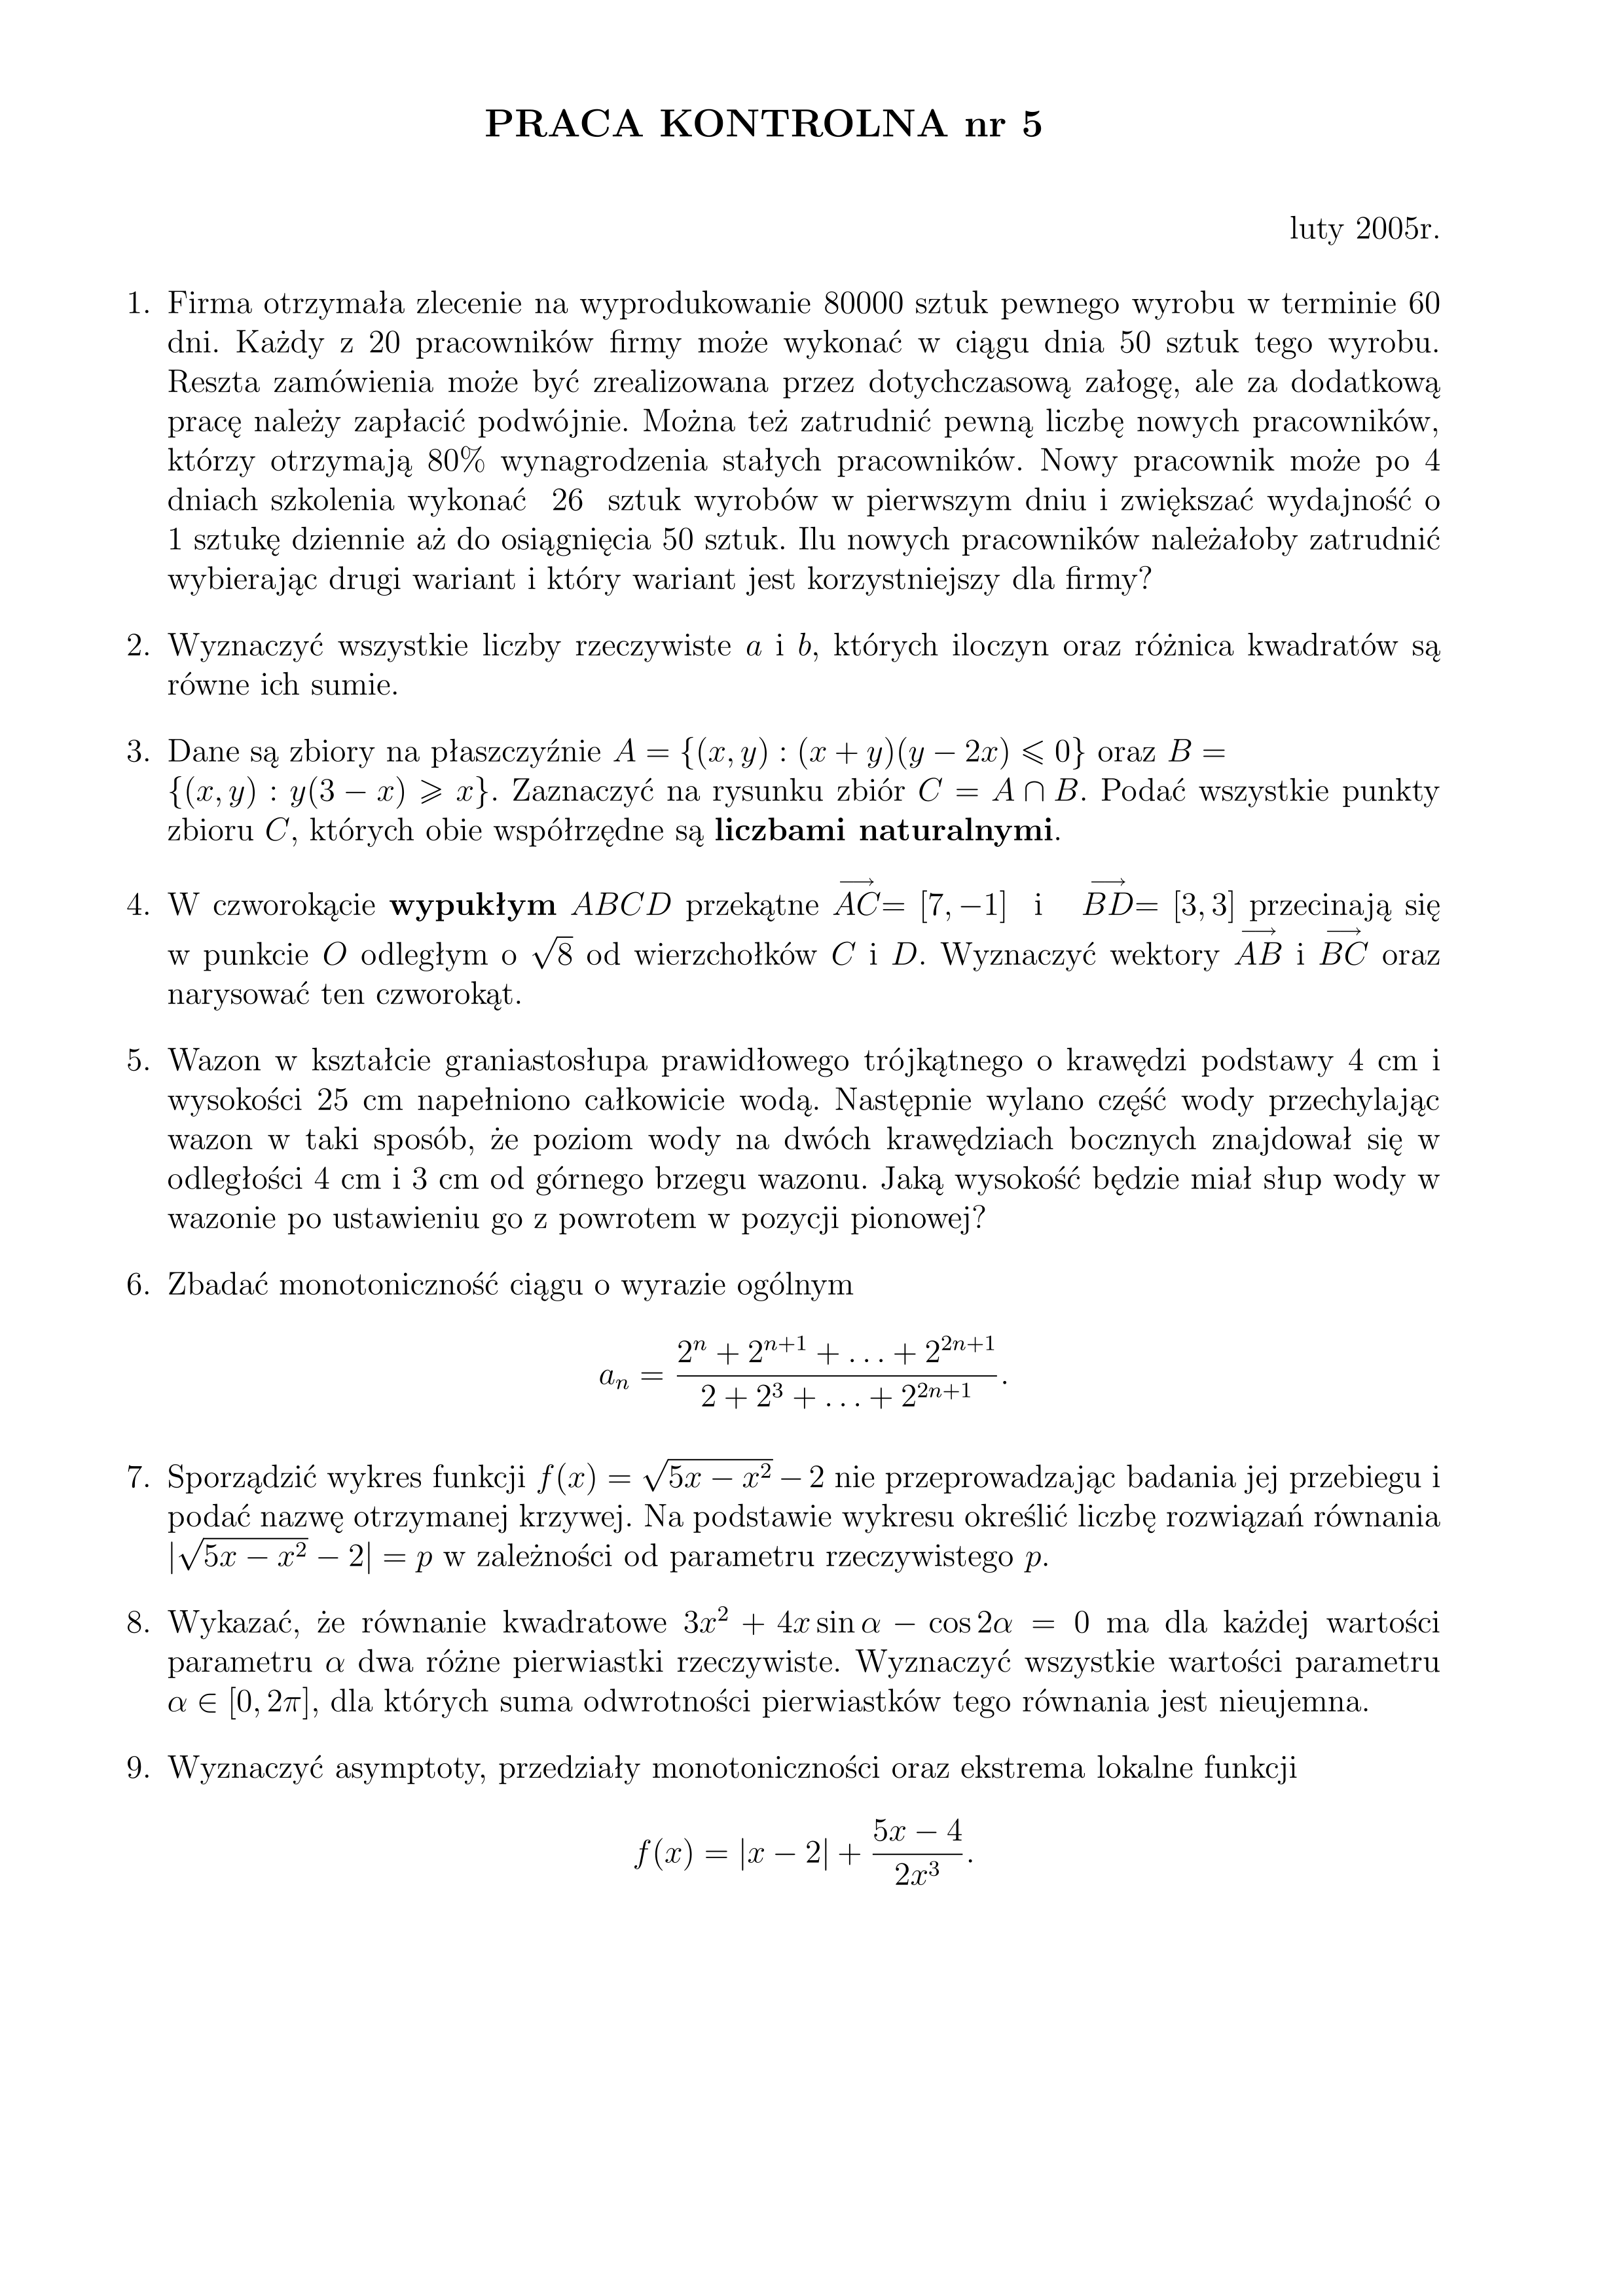 PRACA KONTROLNA nr 5
luty 2005r.
1. Firma otrzymała zlecenie na wyprodukowanie 80000 sztuk pewnego wyrobu w terminie 60
dni. Każdy z 20 pracowników firmy może wykonać w ciągu dnia 50 sztuk tego wyrobu.
Reszta zamówienia może być zrealizowana przez dotychczasową załogę, ale za dodatkową
pracę należy zapłacić podwójnie. Można też zatrudnić pewną liczbę nowych pracowników,
którzy otrzymają 80% wynagrodzenia stałych pracowników. Nowy pracownik może po 4
dniach szkolenia wykonać 26 sztuk wyrobów w pierwszym dniu i zwiększać wydajność o
1 sztukę dziennie aż do osiągnięcia 50 sztuk. Ilu nowych pracowników należałoby zatrudnić
wybierając drugi wariant i który wariant jest korzystniejszy dla firmy?
2. Wyznaczyć wszystkie liczby rzeczywiste a i b, których iloczyn oraz różnica kwadratów są
równe ich sumie.
3. Dane są zbiory na płaszczyźnie A = {(x, y) : (x + y)(y − 2x) ⩽ 0} oraz B =
{(x, y) : y(3 − x) ⩾ x}. Zaznaczyć na rysunku zbiór C = A ∩ B. Podać wszystkie punkty
zbioru C, których obie współrzędne są liczbami naturalnymi.
4. W czworokącie wypukłym ABCD przekątne $\overrightarrow{AC}$= [7, −1] i $\overrightarrow{BD}$= [3, 3] przecinają się
w punkcie O odległym o √8 od wierzchołków C i D. Wyznaczyć wektory $\overrightarrow{AB}$ i $\overrightarrow{BC}$ oraz
narysować ten czworokąt.
5. Wazon w kształcie graniastosłupa prawidłowego trójkątnego o krawędzi podstawy 4 cm i
wysokości 25 cm napełniono całkowicie wodą. Następnie wylano część wody przechylając
wazon w taki sposób, że poziom wody na dwóch krawędziach bocznych znajdował się w
odległości 4 cm i 3 cm od górnego brzegu wazonu. Jaką wysokość będzie miał słup wody w
wazonie po ustawieniu go z powrotem w pozycji pionowej?
6. Zbadać monotoniczność ciągu o wyrazie ogólnym
$a_n = \frac{2^n + 2^{n+1} + \ldots + 2^{2n+1}}{2 + 2^3 + \ldots + 2^{2n+1}}.$
7. Sporządzić wykres funkcji $f(x) = \sqrt{5x - x^2} - 2$ nie przeprowadzając badania jej przebiegu i
podać nazwę otrzymanej krzywej. Na podstawie wykresu określić liczbę rozwiązań równania
$|\sqrt{5x - x^2} - 2| = p$ w zależności od parametru rzeczywistego p.
8. Wykazać, że równanie kwadratowe $3x^2 + 4x \sin α − \cos 2α = 0$ ma dla każdej wartości
parametru α dwa różne pierwiastki rzeczywiste. Wyznaczyć wszystkie wartości parametru
α ∈ [0, 2π], dla których suma odwrotności pierwiastków tego równania jest nieujemna.
9. Wyznaczyć asymptoty, przedziały monotoniczności oraz ekstrema lokalne funkcji
$f(x) = |x - 2| + \frac{5x - 4}{2x^3}.$